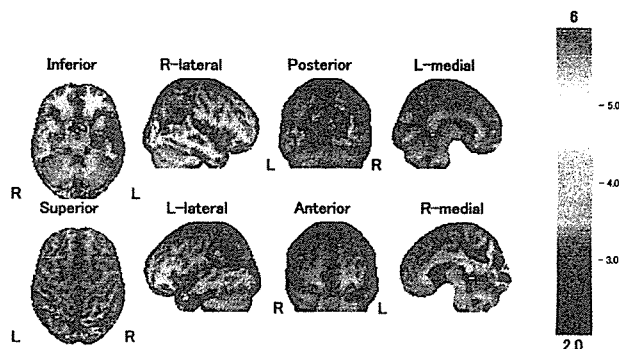 6
Inferior R-lateral Posterior L-medial
5.0
R L L R
4.0
Superior L-lateral Anterior R-medial
3.0
L R R L
2.0